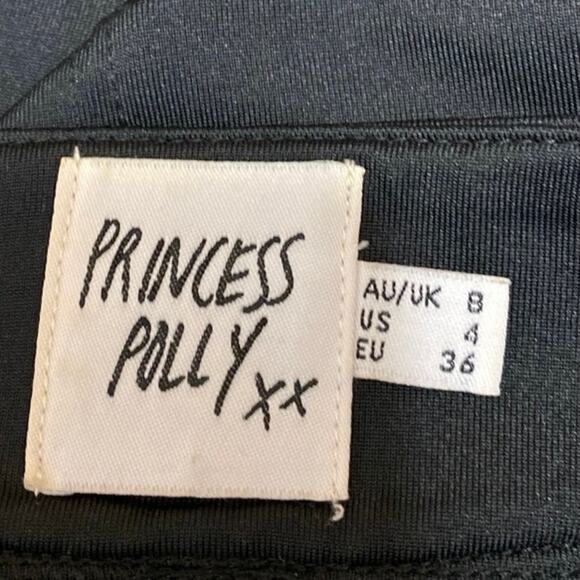 PRINCESS
POLLY xx
AU/UK 8
US 4
EU 36